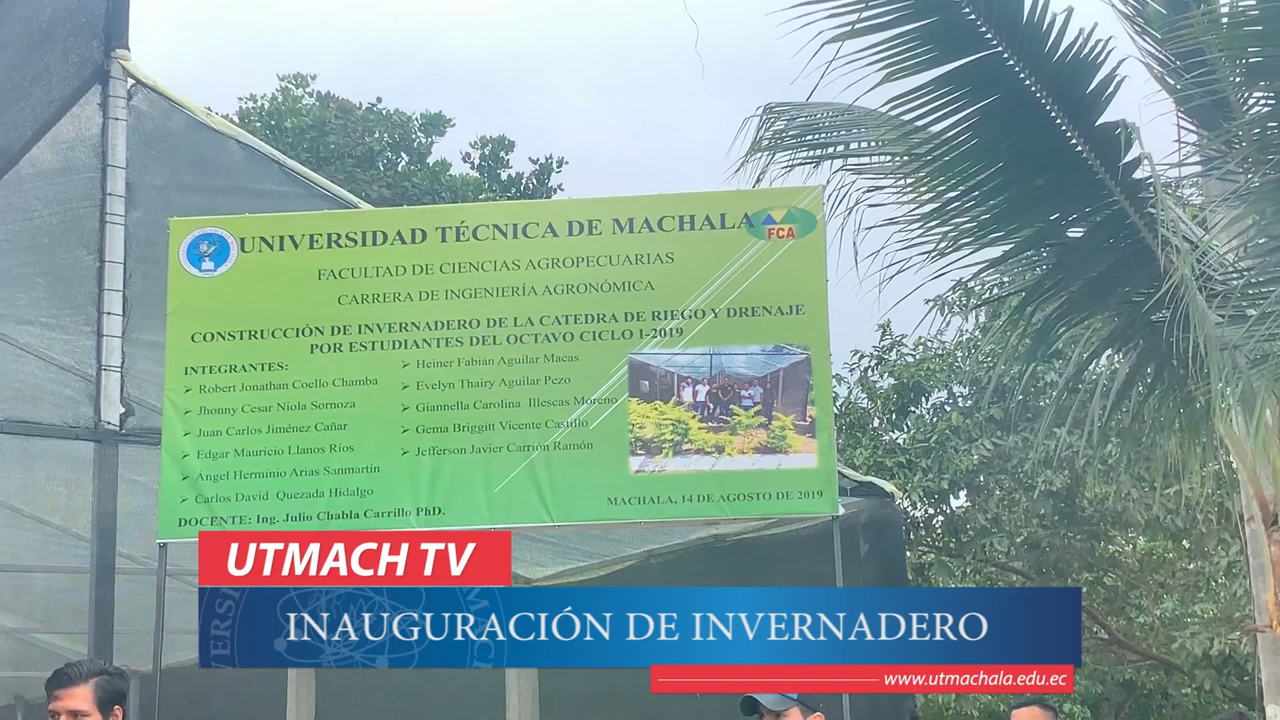 UNIVERSIDAD TÉCNICA DE MACHALA
FCA
FACULTAD DE CIENCIAS AGROPECUARIAS
CARRERA DE INGENIERÍA AGRONÓMICA
CONSTRUCCIÓN DE INVERNADERO DE LA CATEDRA DE RIEGO Y DRENAJE
POR ESTUDIANTES DEL OCTAVO CICLO I-2019
INTEGRANTES:
Robert Jonathan Coello Chamba
Jhonny Cesar Niola Sornoza
Juan Carlos Jiménez Cañar
Edgar Mauricio Llanos Ríos
Ángel Herminio Arias Sanmartín
Carlos David Quezada Hidalgo
Heiner Fabián Aguilar Macas
Evelyn Thairy Aguilar Pezo
Giannella Carolina Illescas Moreno
Gema Briggitt Vicente Castillo
Jefferson Javier Carrión Ramón
DOCENTE: Ing. Julio Chabla Carrillo PhD.
MACHALA, 14 DE AGOSTO DE 2019
UTMACH TV
INAUGURACIÓN DE INVERNADERO
www.utmachala.edu.ec